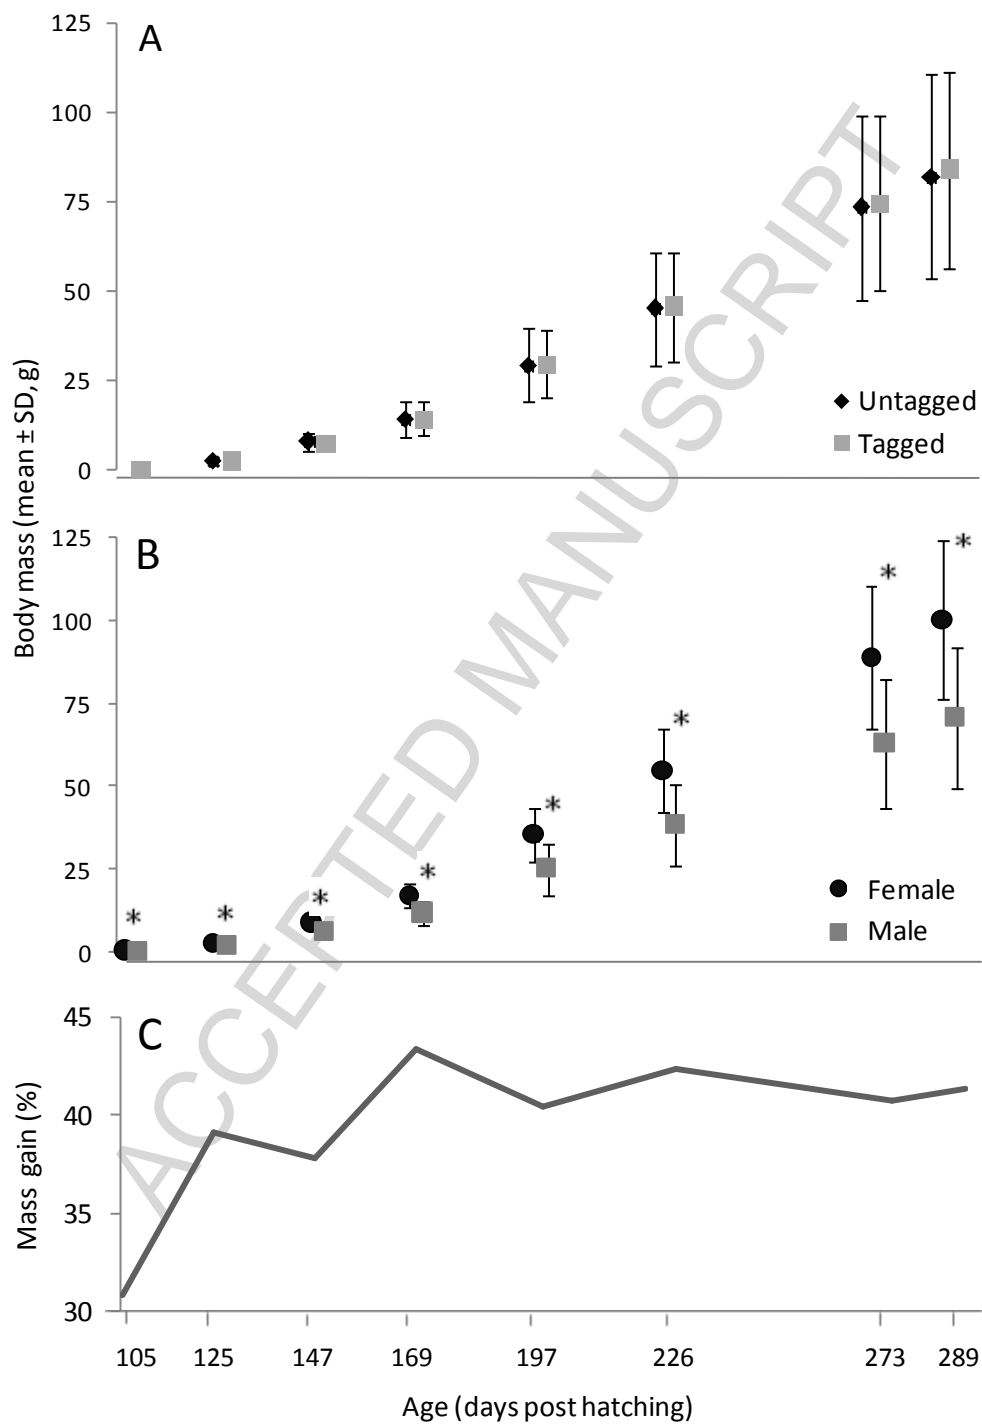 A
125
100
75
50
25
0
Untagged
Tagged
Body mass (mean ± SD, g)
B
125
100
75
50
25
0
* * * * * * * *
Female
Male
C
45
40
35
30
Mass gain (%)
105 125 147 169 197 226 273 289
Age (days post hatching)
ACCEPTED MANUSCRIPT